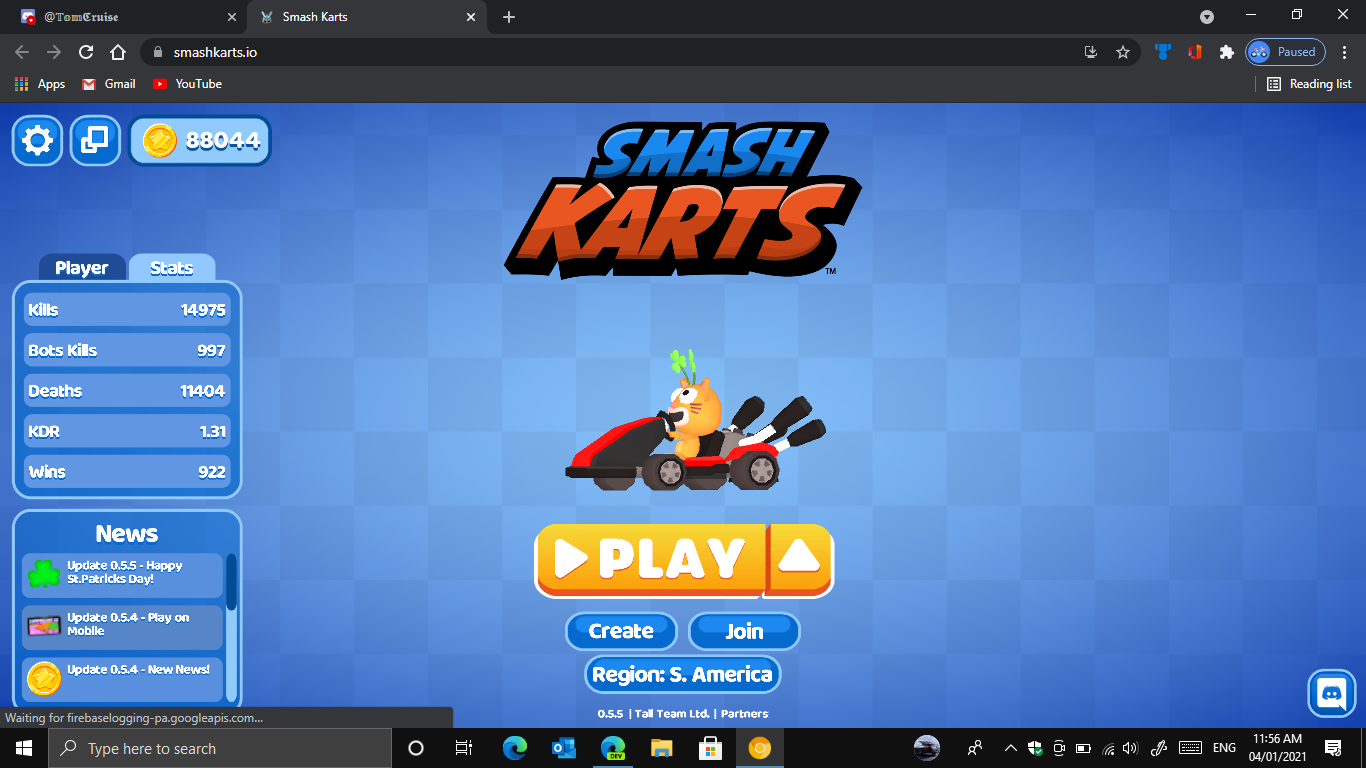 @𝕋𝕠𝕞ℂ𝕣𝕦𝕚𝕤𝕖
Smash Karts
smashkarts.io
Paused
Apps
Gmail
YouTube
Reading list
88044
SMASH
KARTS
TM
Player
Stats
Kills 14975
Bots Kills 997
Deaths 11404
KDR 1.31
Wins 922
News
Update 0.5.5 - Happy
St.Patricks Day!
Update 0.5.4 - Play on
Mobile
Update 0.5.4 - New News!
PLAY
Create
Join
Region: S. America
0.5.5 | Tall Team Ltd. | Partners
Waiting for firebaselogging-pa.googleapis.com...
Type here to search
DEV
ENG
11:56 AM
04/01/2021